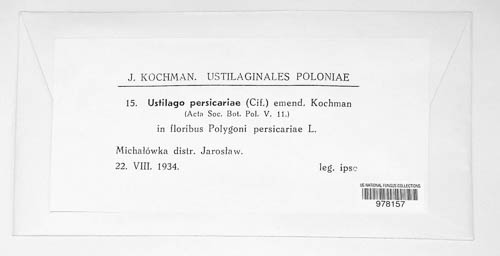 J. KOCHMAN. USTILAGINALES POLONIAE
15. Ustilago persicariae (Cif.) emend. Kochman
(Acta Soc. Bot. Pol. V. 11.)
in floribus Polygoni persicariae L.
Michałówka distr. Jarosław.
22. VIII. 1934. leg. ipse
US NATIONAL FUNGUS COLLECTIONS
978157